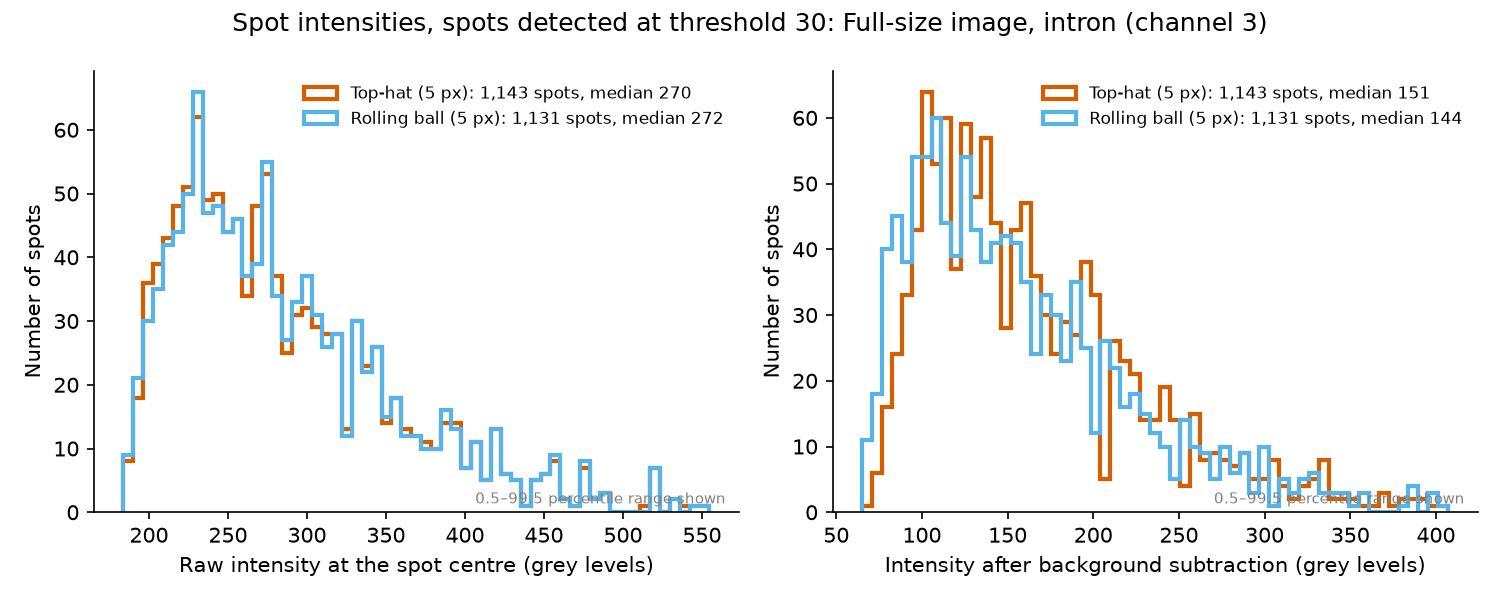 Spot intensities, spots detected at threshold 30: Full-size image, intron (channel 3)
Top-hat (5 px): 1,143 spots, median 270
Rolling ball (5 px): 1,131 spots, median 272
Number of spots
0
10
20
30
40
50
60
200
250
300
350
400
450
500
550
0.5–99.5 percentile range shown
Raw intensity at the spot centre (grey levels)
Top-hat (5 px): 1,143 spots, median 151
Rolling ball (5 px): 1,131 spots, median 144
Number of spots
0
10
20
30
40
50
60
50
100
150
200
250
300
350
400
0.5–99.5 percentile range shown
Intensity after background subtraction (grey levels)